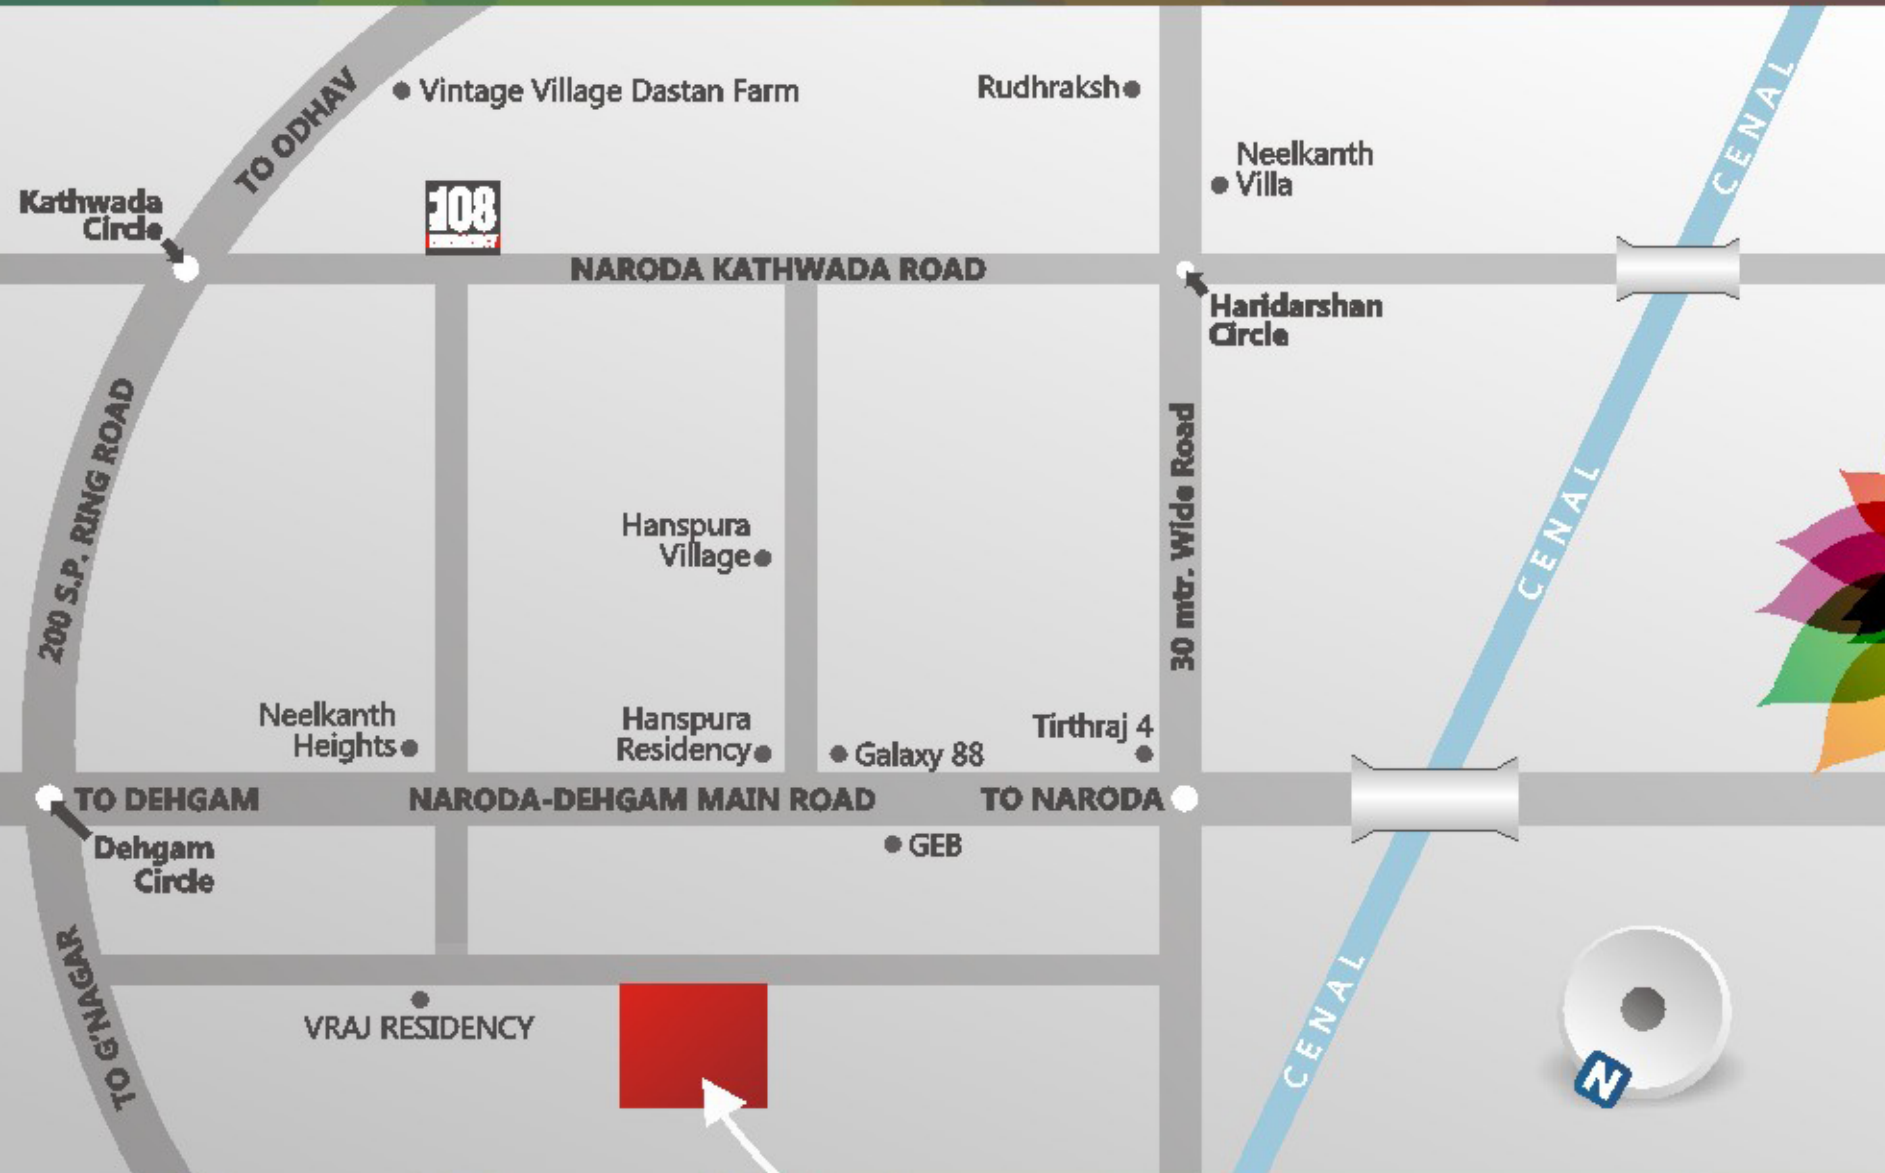 Vintage Village Dastan Farm
Rudhraksh
TO ODHAV
Neelkanth
Villa
CENAL
Kathwada
Circle
108
NARODA KATHWADA ROAD
Haridarshan
Circle
200 S.P. RING ROAD
30 mtr. Wide Road
CENAL
Hanspura
Village
Neelkanth
Heights
Hanspura
Residency
Galaxy 88
Tirthraj 4
TO DEHGAM
NARODA-DEHGAM MAIN ROAD
TO NARODA
Dehgam
Circle
GEB
TO G'NAGAR
VRAJ RESIDENCY
CENAL
N